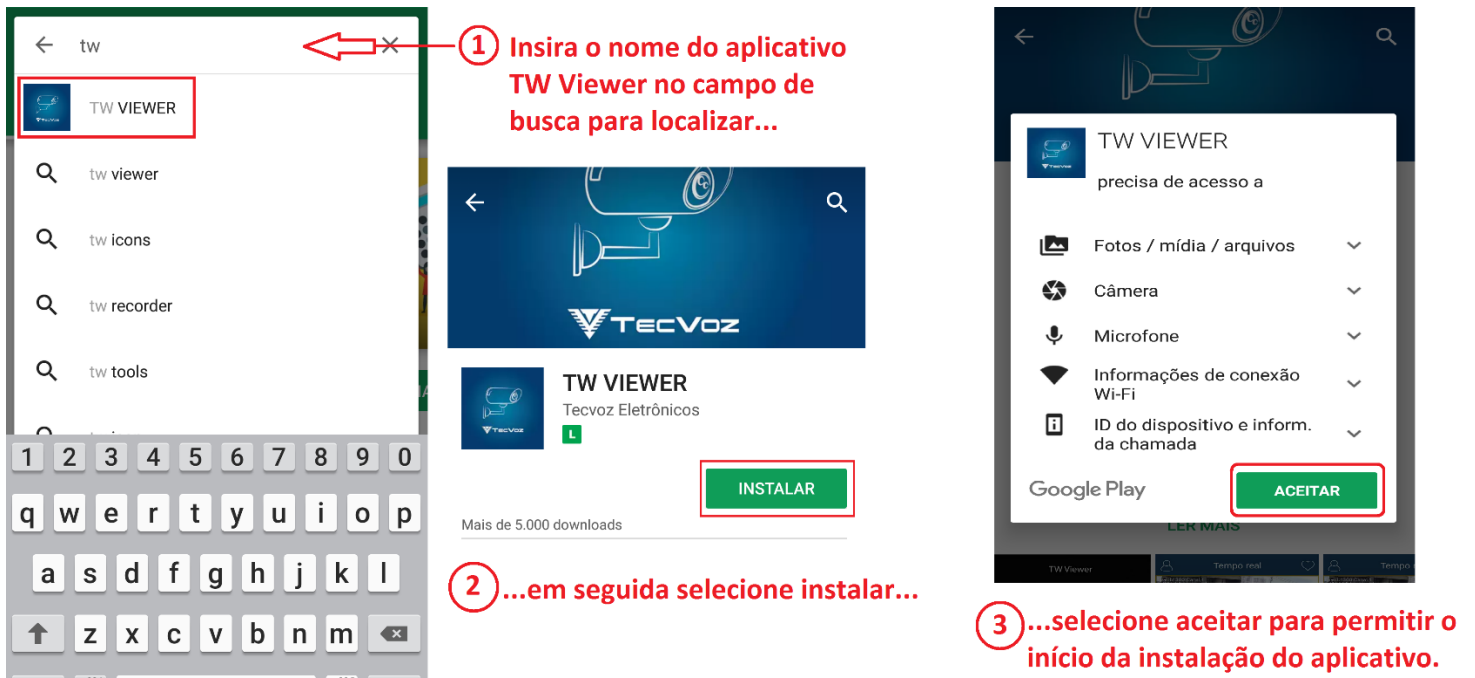 tw
TW VIEWER
tw viewer
tw icons
tw recorder
tw tools
1 2 3 4 5 6 7 8 9 0
q w e r t y u i o p
a s d f g h j k l
z x c v b n m
1 Insira o nome do aplicativo
TW Viewer no campo de
busca para localizar...
TECVOZ
TW VIEWER
Tecvoz Eletrônicos
L
INSTALAR
Mais de 5.000 downloads
2 ...em seguida selecione instalar...
TW VIEWER
precisa de acesso a
Fotos / mídia / arquivos
Câmera
Microfone
Informações de conexão
Wi-Fi
ID do dispositivo e inform.
da chamada
Google Play
ACEITAR
LER MAIS
TW Viewer
Tempo real
Tempo
3 ...selecione aceitar para permitir o
início da instalação do aplicativo.